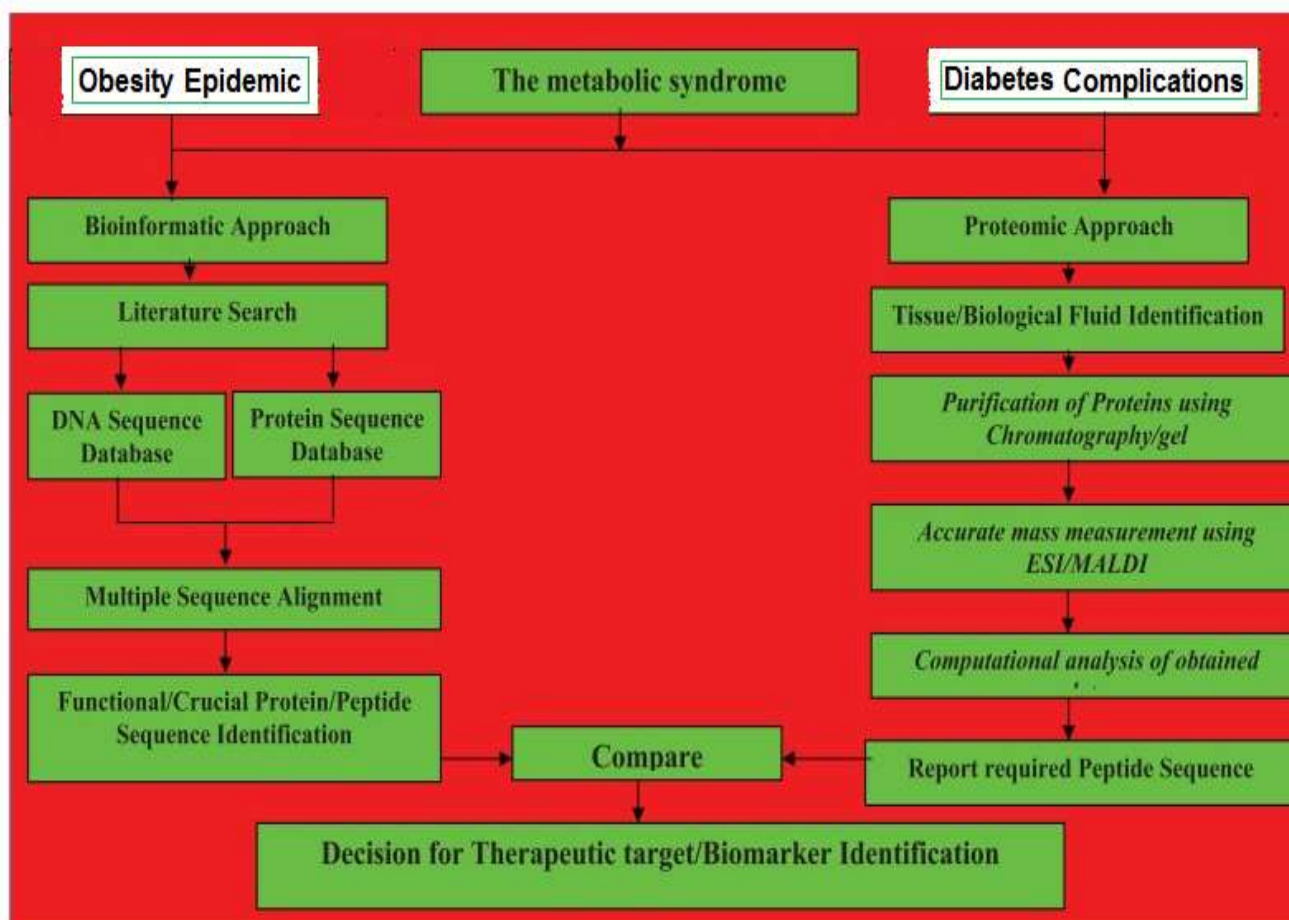 Obesity Epidemic
The metabolic syndrome
Diabetes Complications
Bioinformatic Approach
Literature Search
DNA Sequence
Database
Protein Sequence
Database
Multiple Sequence Alignment
Functional/Crucial Protein/Peptide
Sequence Identification
Proteomic Approach
Tissue/Biological Fluid Identification
Purification of Proteins using
Chromatography/gel
Accurate mass measurement using
ESI/MALDI
Computational analysis of obtained
Report required Peptide Sequence
Compare
Decision for Therapeutic target/Biomarker Identification